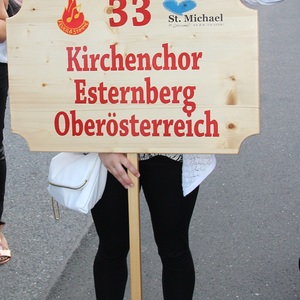 33
St. Michael
Kirchenchor
Esternberg
Oberösterreich